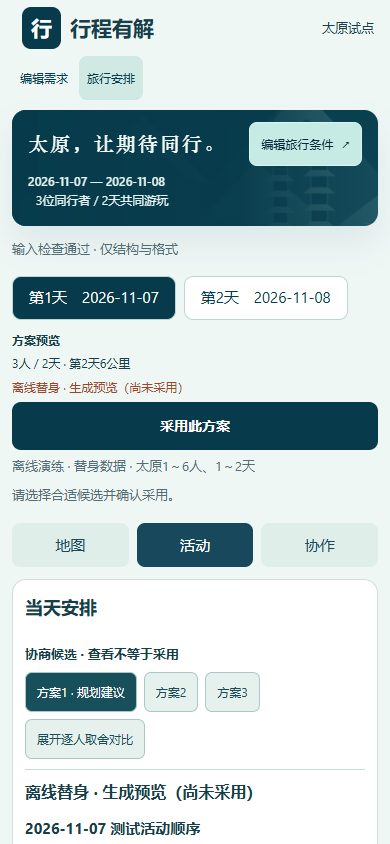 行 行程有解 太原试点
编辑需求 旅行安排
太原，让期待同行。 编辑旅行条件 ↗
2026-11-07 — 2026-11-08
3位同行者 / 2天共同游玩
输入检查通过 · 仅结构与格式
第1天 2026-11-07 第2天 2026-11-08
方案预览
3人 / 2天 · 第2天6公里
离线替身 · 生成预览（尚未采用）
采用此方案
离线演练 · 替身数据 · 太原1～6人、1～2天
请选择合适候选并确认采用。
地图 活动 协作
当天安排
协商候选 · 查看不等于采用
方案1 · 规划建议 方案2 方案3
展开逐人取舍对比
离线替身 · 生成预览（尚未采用）
2026-11-07 测试活动顺序